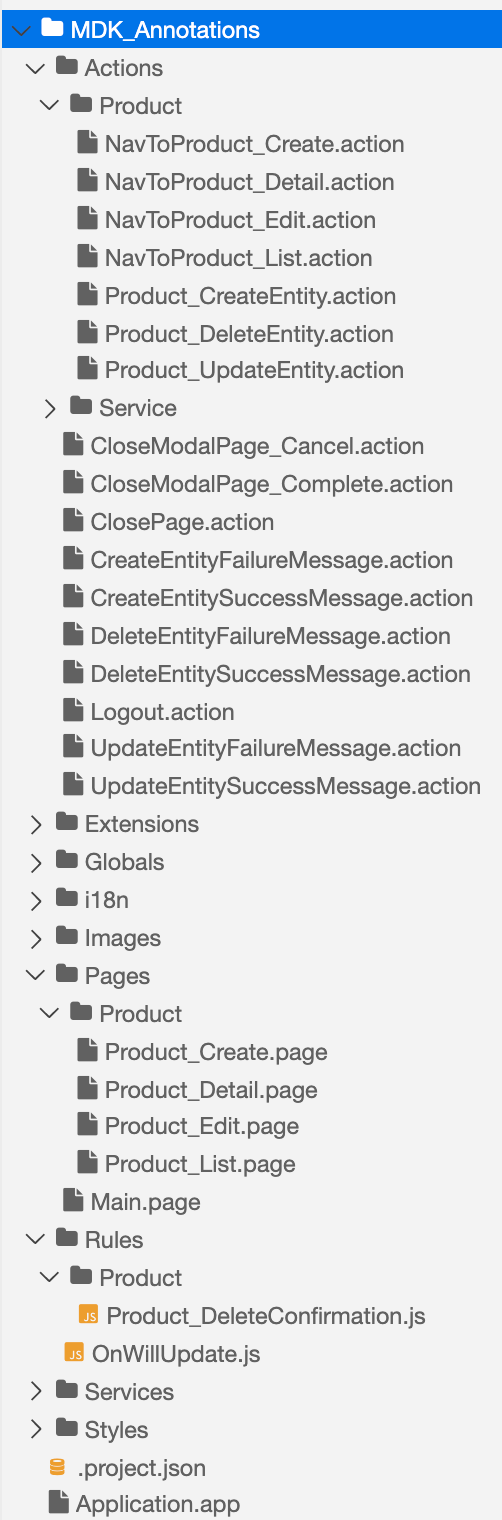 MDK_Annotations
Actions
Product
NavToProduct_Create.action
NavToProduct_Detail.action
NavToProduct_Edit.action
NavToProduct_List.action
Product_CreateEntity.action
Product_DeleteEntity.action
Product_UpdateEntity.action
Service
CloseModalPage_Cancel.action
CloseModalPage_Complete.action
ClosePage.action
CreateEntityFailureMessage.action
CreateEntitySuccessMessage.action
DeleteEntityFailureMessage.action
DeleteEntitySuccessMessage.action
Logout.action
UpdateEntityFailureMessage.action
UpdateEntitySuccessMessage.action
Extensions
Globals
i18n
Images
Pages
Product
Product_Create.page
Product_Detail.page
Product_Edit.page
Product_List.page
Main.page
Rules
Product
JS Product_DeleteConfirmation.js
JS OnWillUpdate.js
Services
Styles
.project.json
Application.app